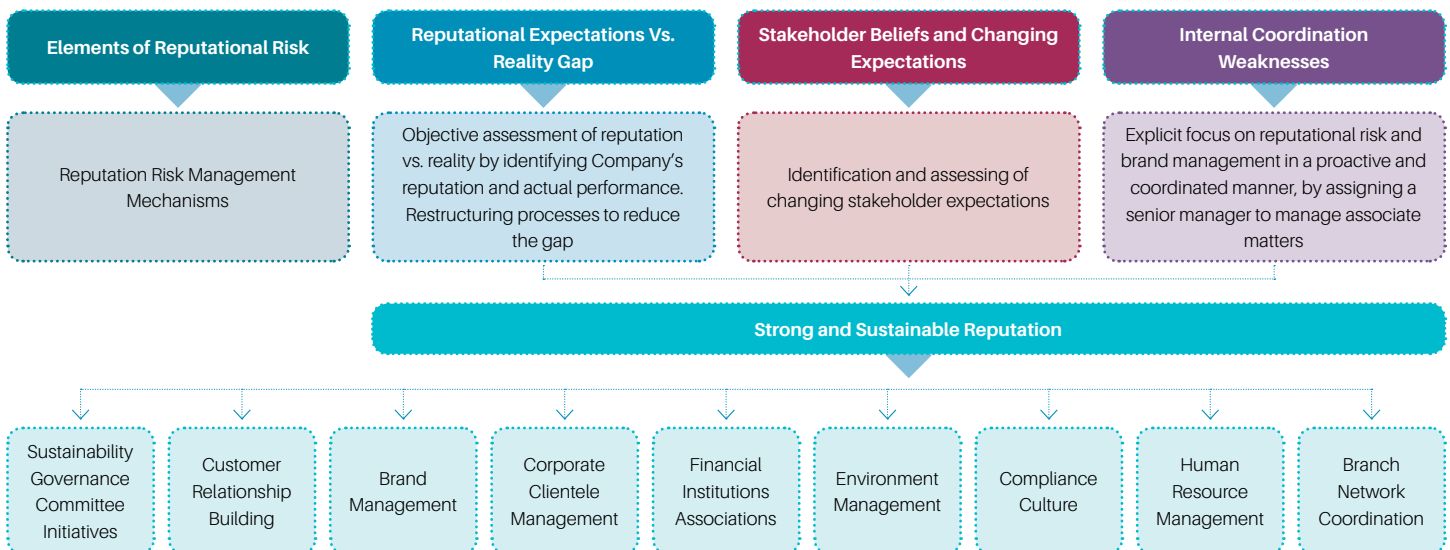 Elements of Reputational Risk
Reputational Expectations Vs.
Reality Gap
Stakeholder Beliefs and Changing
Expectations
Internal Coordination
Weaknesses
Reputation Risk Management
Mechanisms
Objective assessment of reputation
vs. reality by identifying Company's
reputation and actual performance.
Restructuring processes to reduce
the gap
Identification and assessing of
changing stakeholder expectations
Explicit focus on reputational risk and
brand management in a proactive and
coordinated manner, by assigning a
senior manager to manage associate
matters
Strong and Sustainable Reputation
Sustainability
Governance
Committee
Initiatives
Customer
Relationship
Building
Brand
Management
Corporate
Clientele
Management
Financial
Institutions
Associations
Environment
Management
Compliance
Culture
Human
Resource
Management
Branch
Network
Coordination